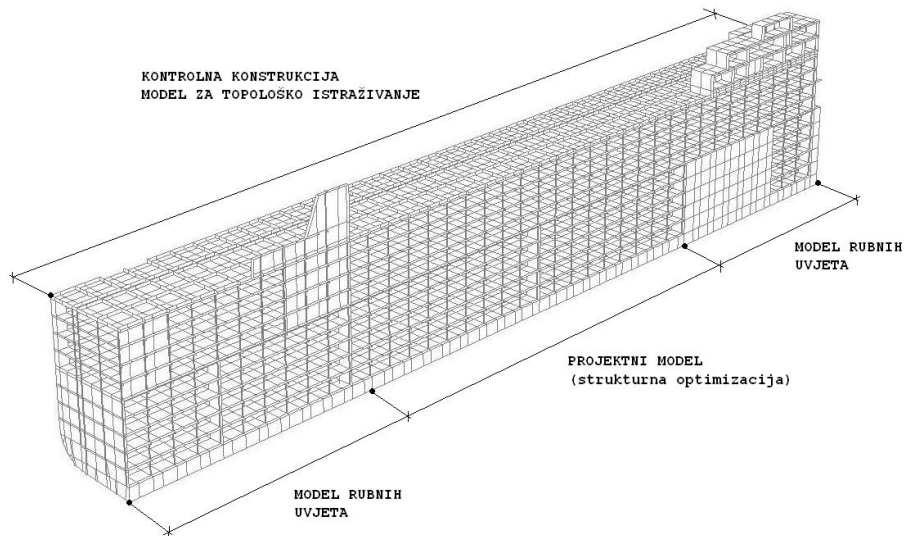 KONTROLNA KONSTRUKCIJA
MODEL ZA TOPOLOŠKO ISTRAŽIVANJE
MODEL RUBNIH
UVJETA
PROJEKTNI MODEL
(strukturna optimizacija)
MODEL RUBNIH
UVJETA